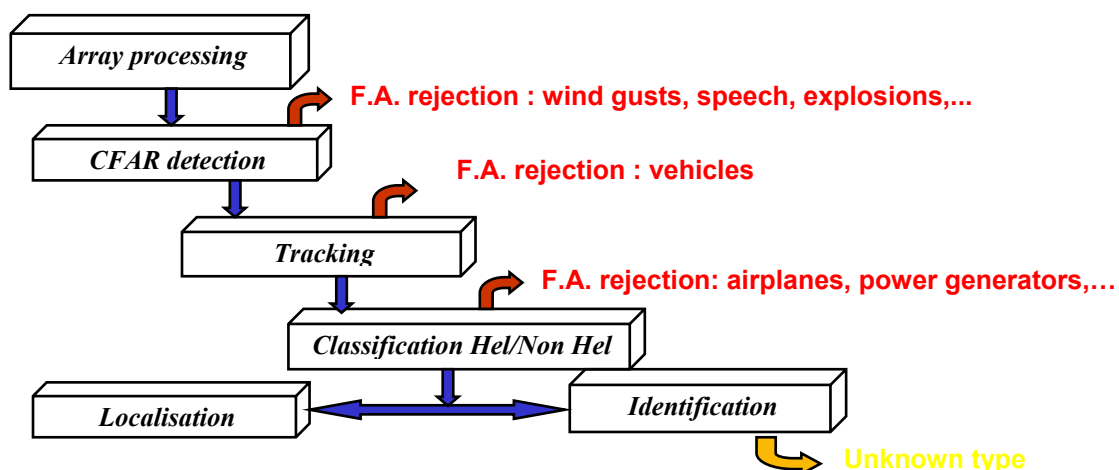 Array processing
F.A. rejection : wind gusts, speech, explosions,...
CFAR detection
F.A. rejection : vehicles
Tracking
F.A. rejection: airplanes, power generators,…
Classification Hel/Non Hel
Localisation
Identification
Unknown type